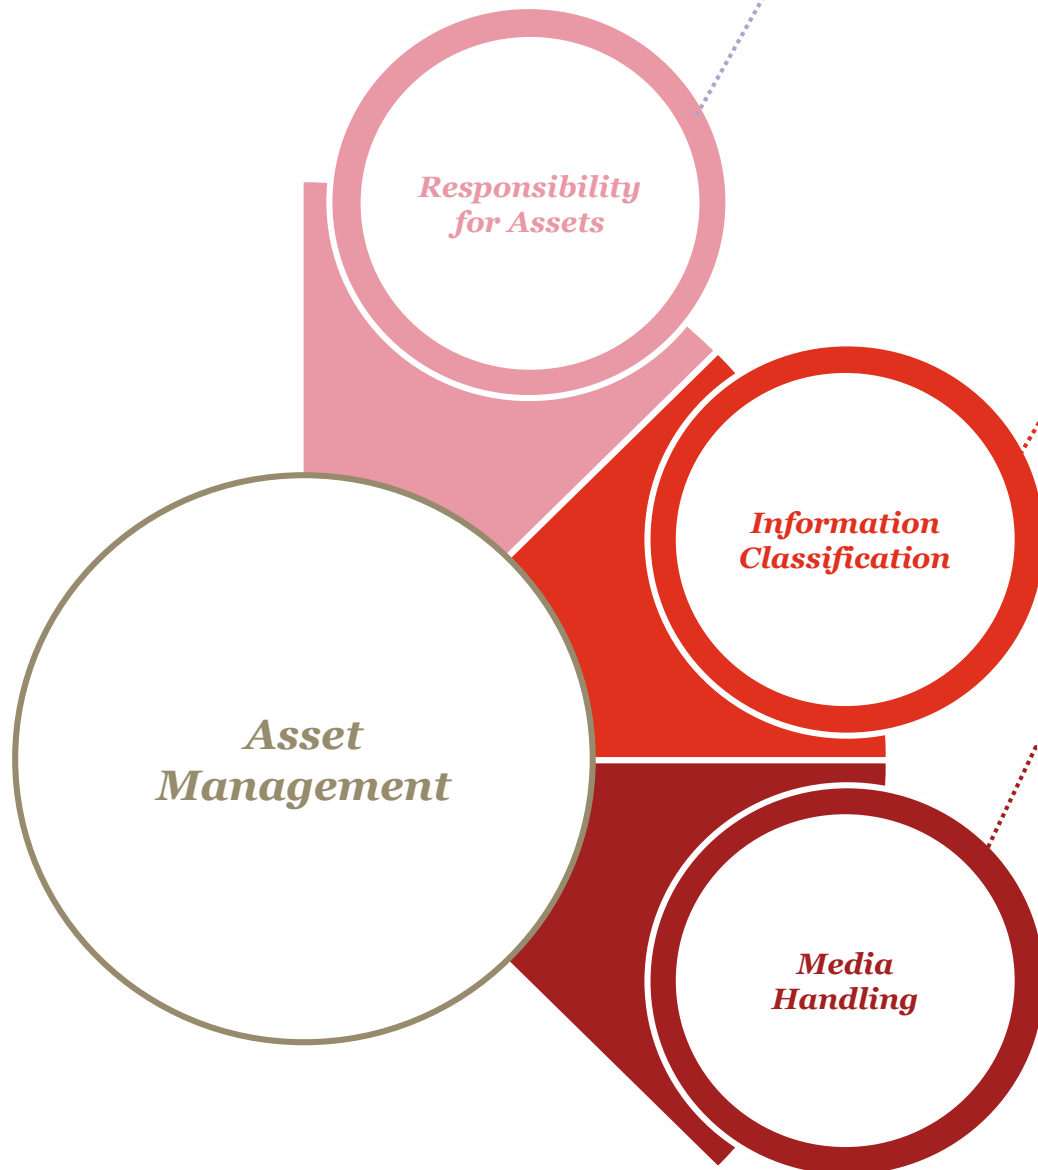 Responsibility
for Assets
Information
Classification
Asset
Management
Media
Handling